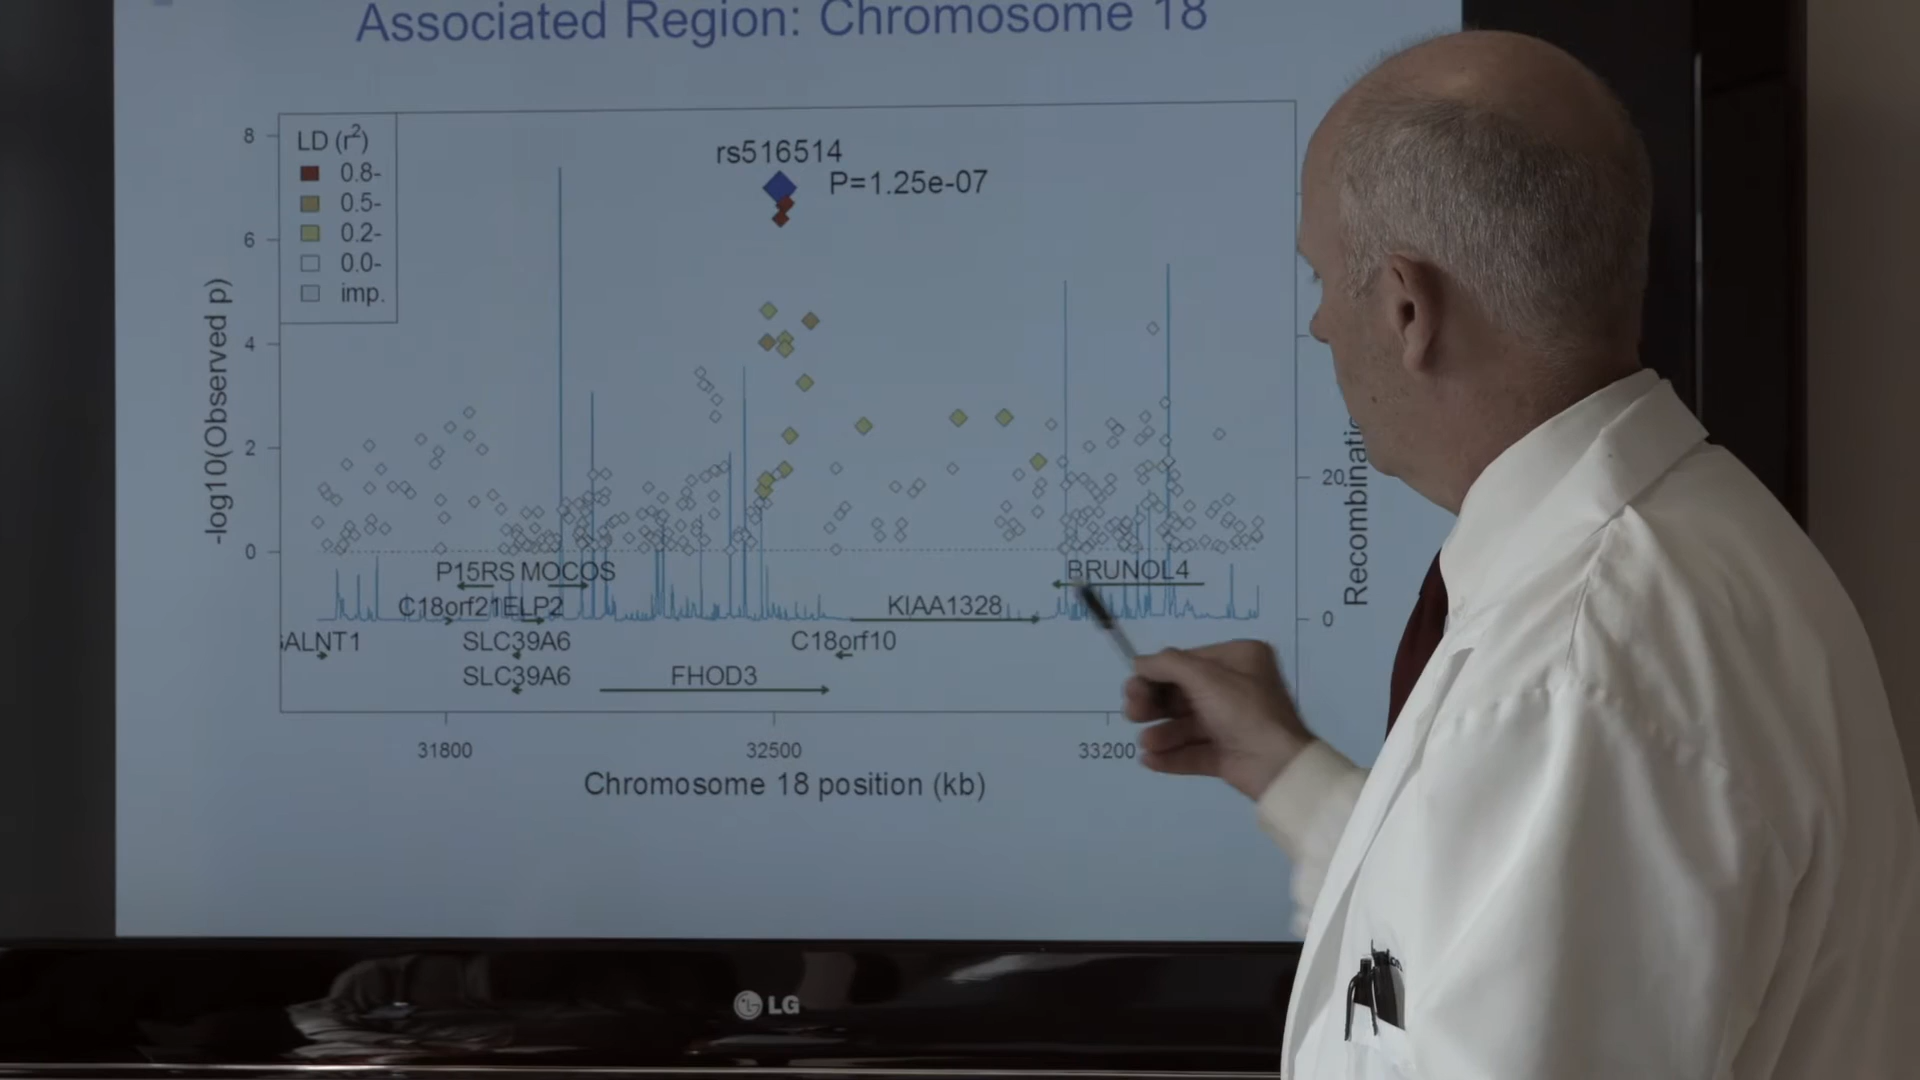 Associated Region: Chromosome 18
LD (r²)
0.8-
0.5-
0.2-
0.0-
imp.
rs516514
P=1.25e-07
8
6
4
2
0
-log10(Observed p)
20
0
P15RS MOCOS
BRUNOL4
C18orf21ELP2
KIAA1328
SLC39A6
C18orf10
SLC39A6
FHOD3
31800
32500
33200
Chromosome 18 position (kb)
LG